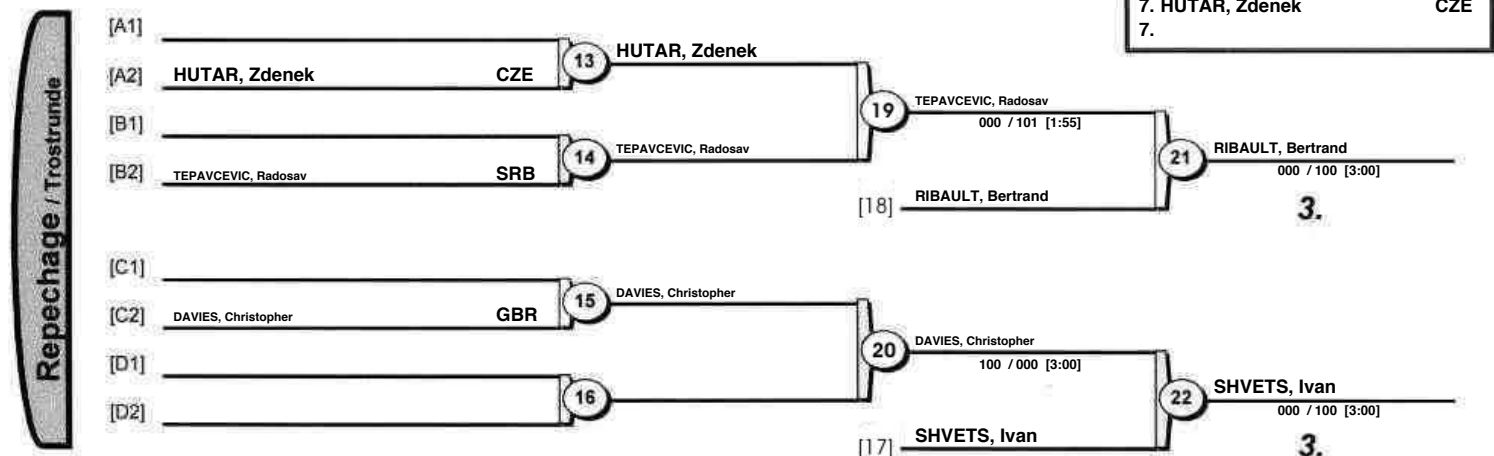 7. HUTAR, Zdenek CZE
7.
Repechage / Trostrunde
[A1]
[A2] HUTAR, Zdenek CZE
13 HUTAR, Zdenek
[B1]
[B2] TEPAVCEVIC, Radosav SRB
14 TEPAVCEVIC, Radosav
19 TEPAVCEVIC, Radosav
000 / 101 [1:55]
[18] RIBAULT, Bertrand
21 RIBAULT, Bertrand
000 / 100 [3:00]
3.
[C1]
[C2] DAVIES, Christopher GBR
15 DAVIES, Christopher
[D1]
[D2]
16
20 DAVIES, Christopher
100 / 000 [3:00]
[17] SHVETS, Ivan
22 SHVETS, Ivan
000 / 100 [3:00]
3.